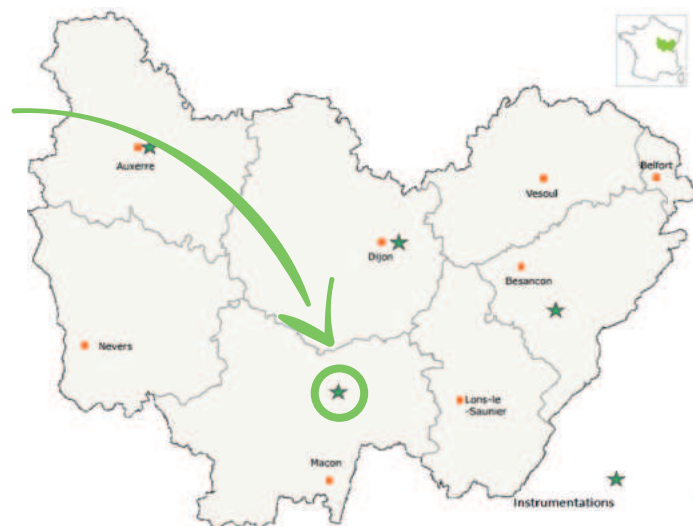 Auxerre
Belfort
Vesoul
Dijon
Besancon
Nevers
Lons-le
-Saunier
Macon
Instrumentations